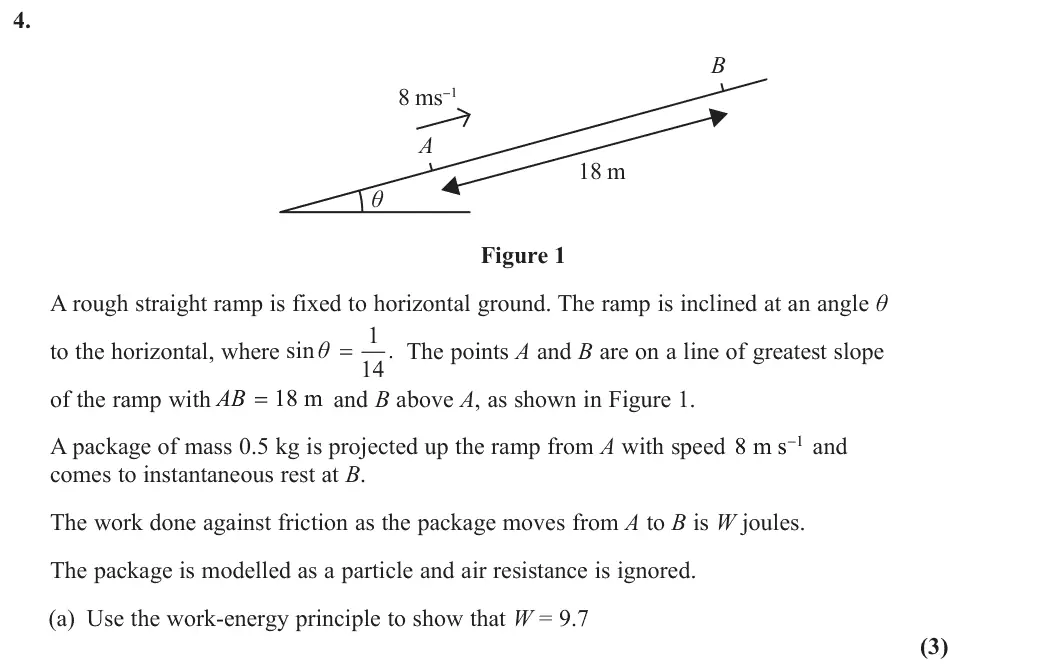 4.
B
8 ms⁻¹
A
18 m
θ
Figure 1
A rough straight ramp is fixed to horizontal ground. The ramp is inclined at an angle θ
to the horizontal, where sin θ = 1/14. The points A and B are on a line of greatest slope
of the ramp with AB = 18 m and B above A, as shown in Figure 1.
A package of mass 0.5 kg is projected up the ramp from A with speed 8 m s⁻¹ and
comes to instantaneous rest at B.
The work done against friction as the package moves from A to B is W joules.
The package is modelled as a particle and air resistance is ignored.
(a) Use the work-energy principle to show that W = 9.7
(3)